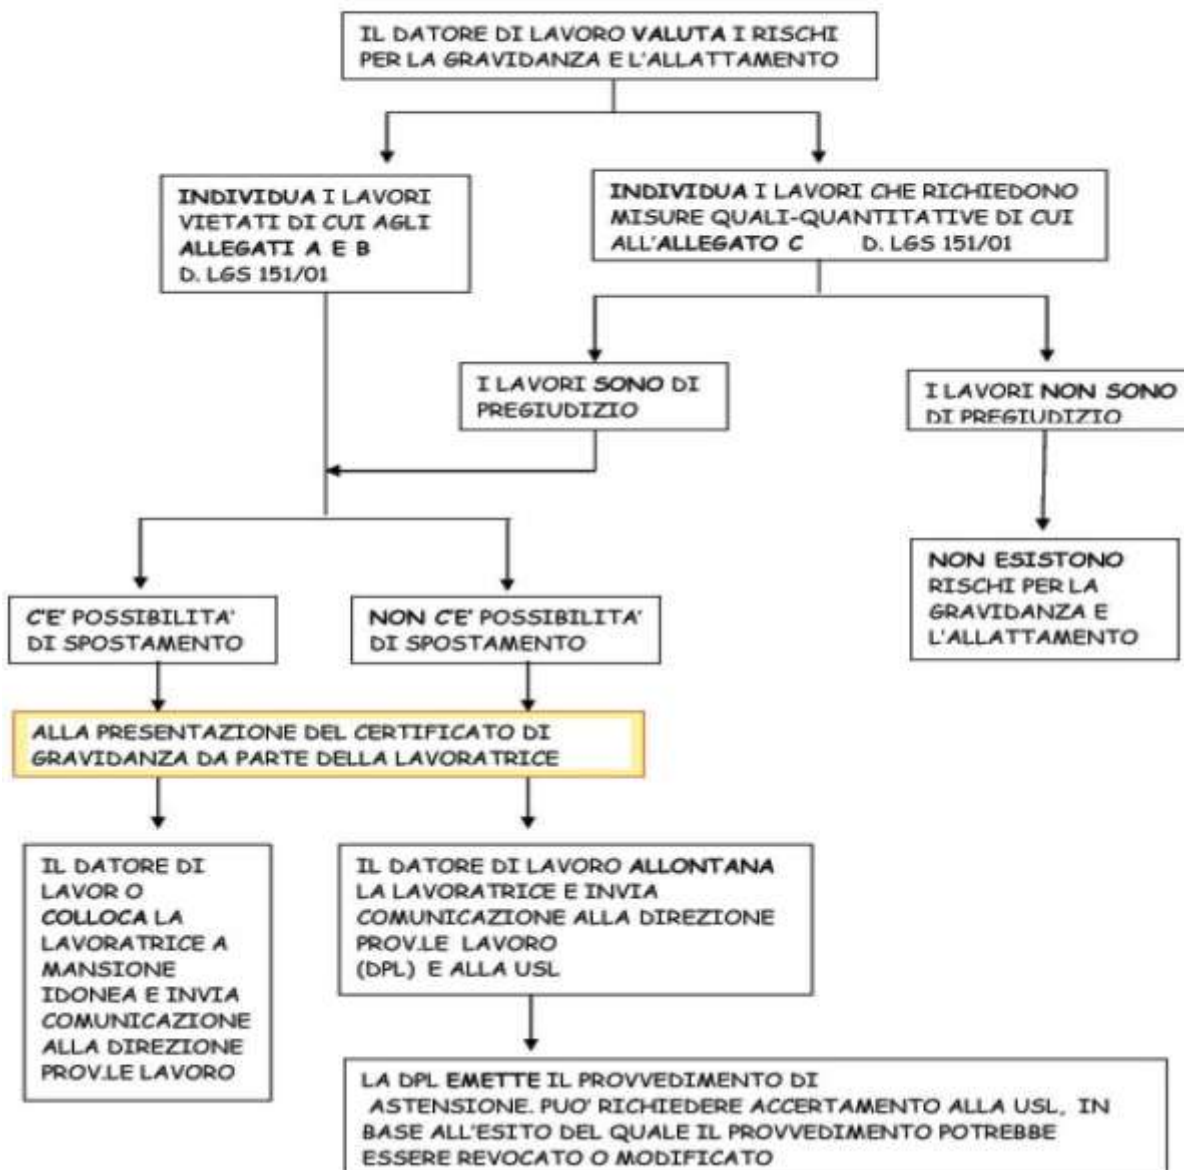 IL DATORE DI LAVORO VALUTA I RISCHI
PER LA GRAVIDANZA E L'ALLATTAMENTO
INDIVIDUA I LAVORI
VIETATI DI CUI AGLI
ALLEGATI A E B
D. LGS 151/01
INDIVIDUA I LAVORI CHE RICHIEDONO
MISURE QUALI-QUANTITATIVE DI CUI
ALL'ALLEGATO C D. LGS 151/01
I LAVORI SONO DI
PREGIUDIZIO
I LAVORI NON SONO
DI PREGIUDIZIO
NON ESISTONO
RISCHI PER LA
GRAVIDANZA E
L'ALLATTAMENTO
C'E' POSSIBILITA'
DI SPOSTAMENTO
NON C'E' POSSIBILITA'
DI SPOSTAMENTO
ALLA PRESENTAZIONE DEL CERTIFICATO DI
GRAVIDANZA DA PARTE DELLA LAVORATRICE
IL DATORE DI
LAVOR O
COLLOCA LA
LAVORATRICE A
MANSIONE
IDONEA E INVIA
COMUNICAZIONE
ALLA DIREZIONE
PROV.LE LAVORO
IL DATORE DI LAVORO ALLONTANA
LA LAVORATRICE E INVIA
COMUNICAZIONE ALLA DIREZIONE
PROV.LE LAVORO
(DPL) E ALLA USL
LA DPL EMETTE IL PROVVEDIMENTO DI
ASTENSIONE. PUO' RICHIEDERE ACCERTAMENTO ALLA USL, IN
BASE ALL'ESITO DEL QUALE IL PROVVEDIMENTO POTREBBE
ESSERE REVOCATO O MODIFICATO